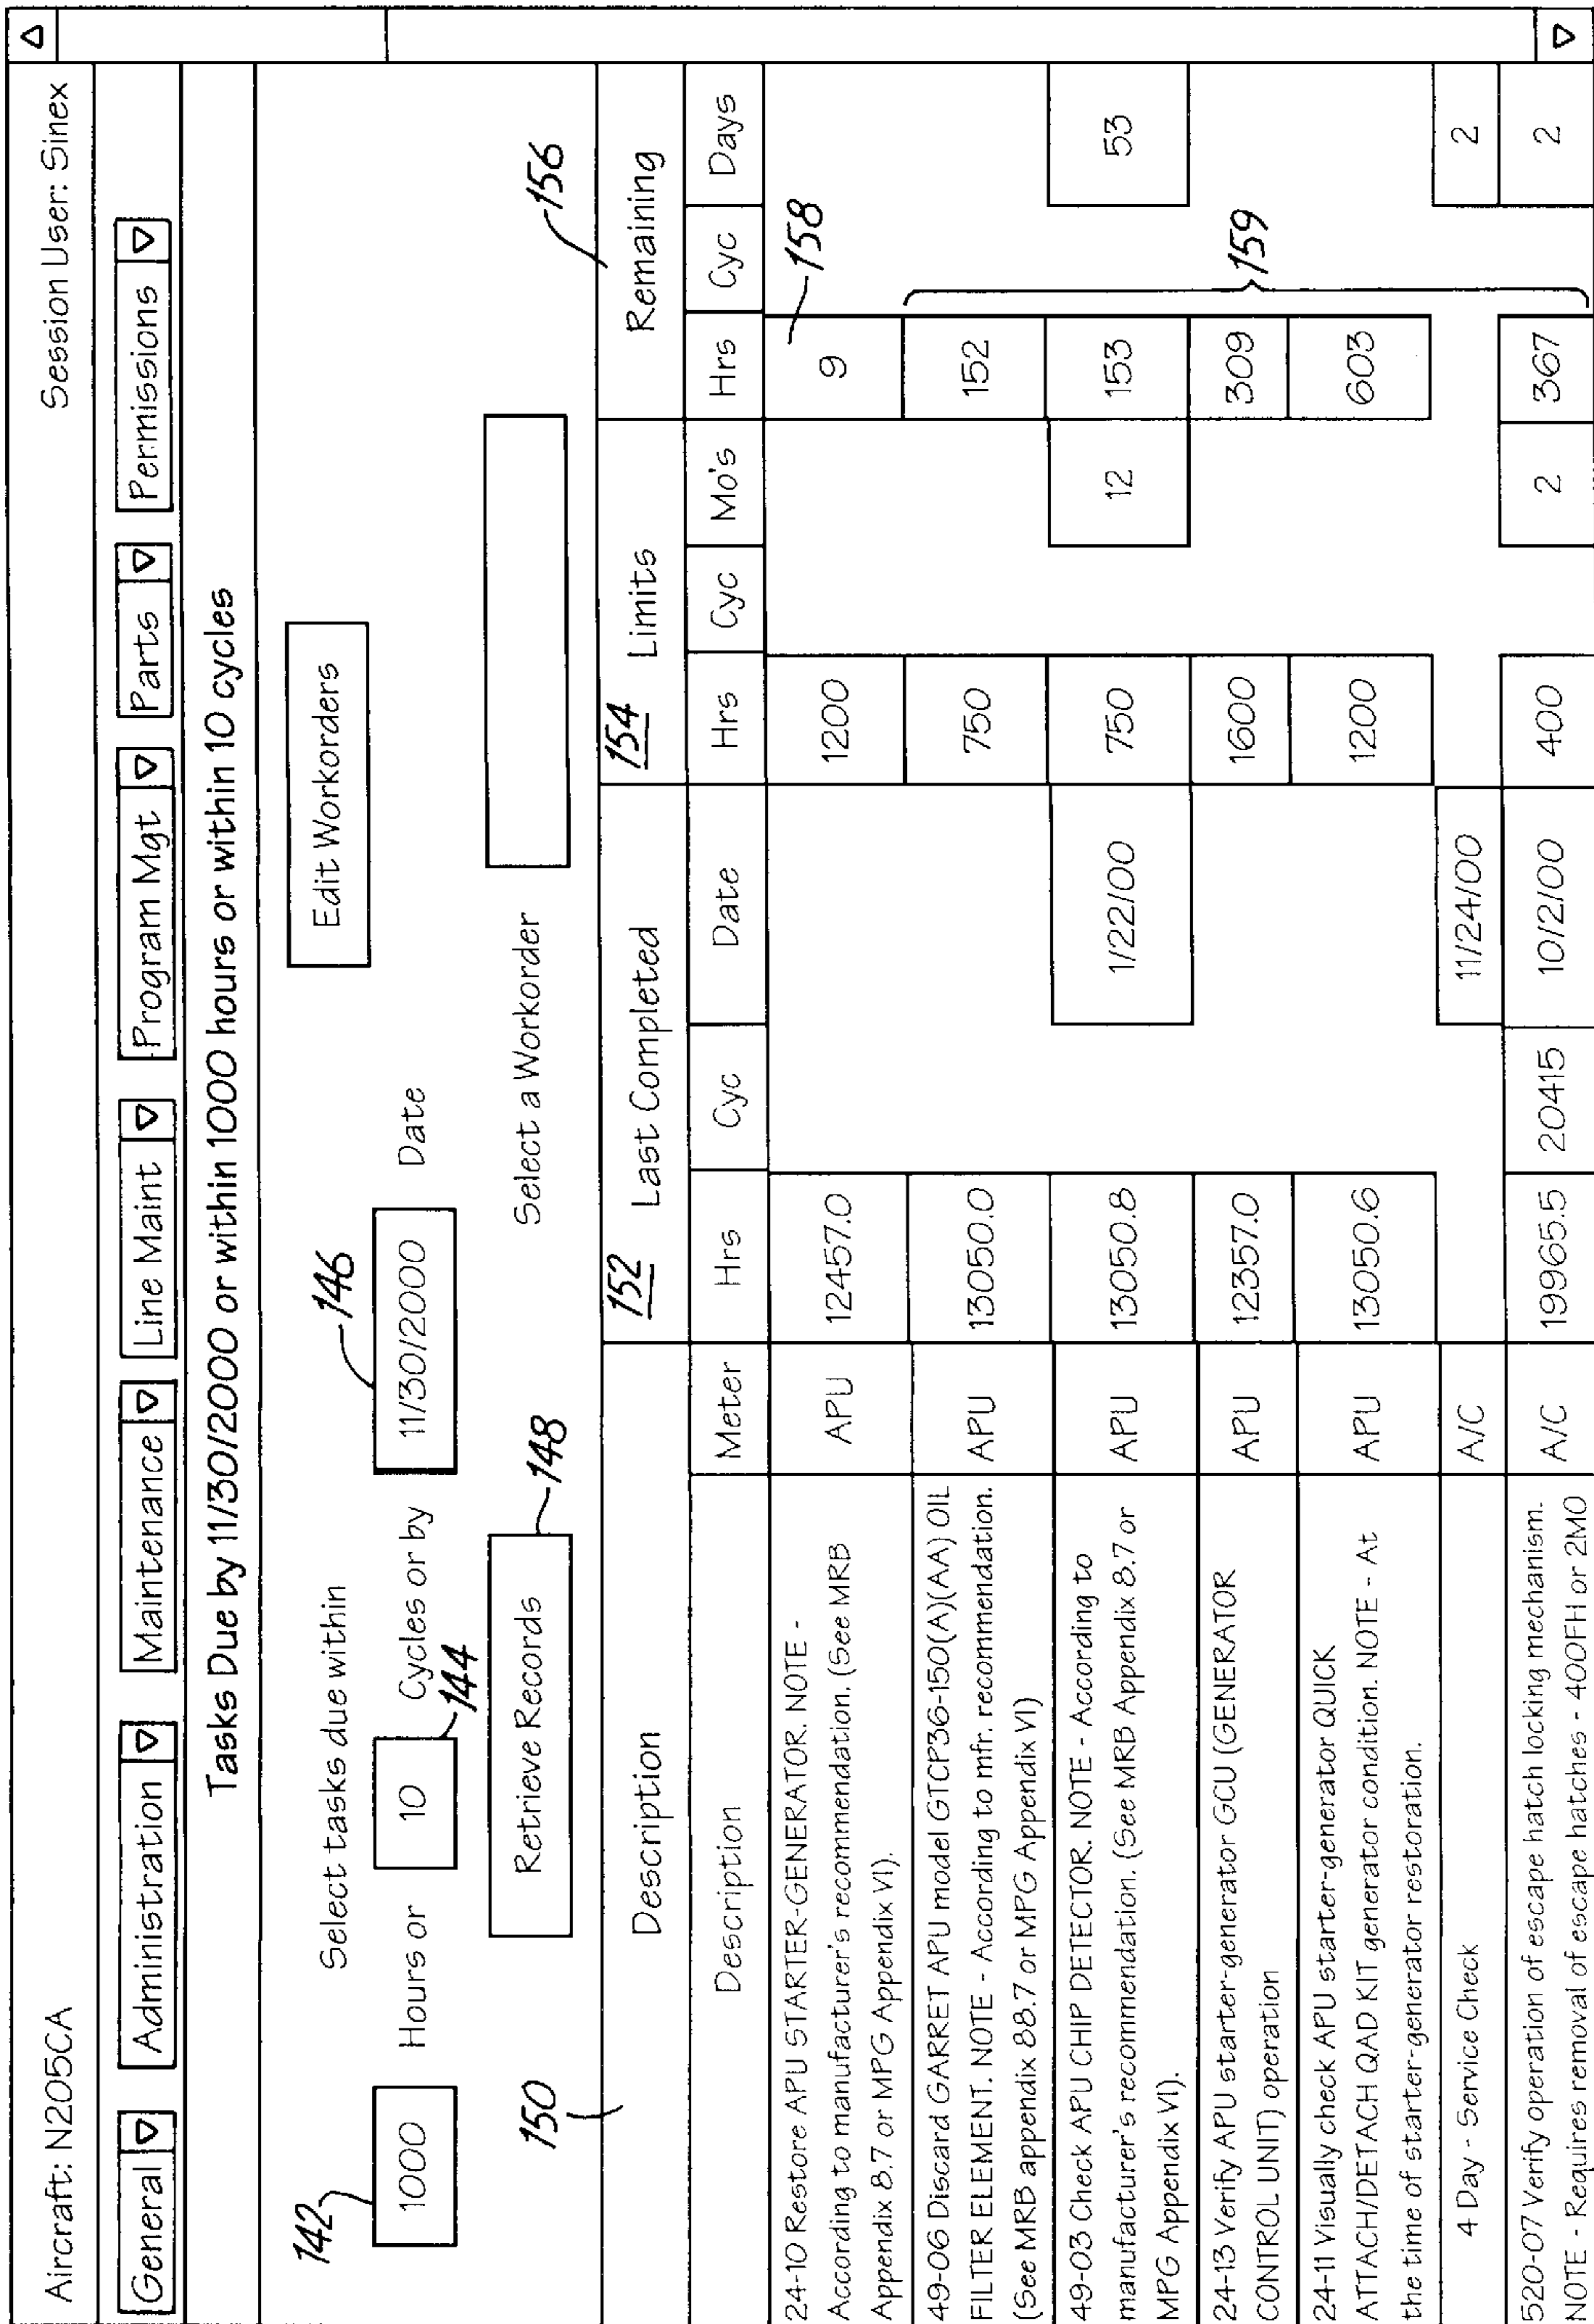 Aircraft: N205CA Session User: Sinex
General Administration Maintenance Line Maint Program Mgt Parts Permissions
Tasks Due by 11/30/2000 or within 1000 hours or within 10 cycles
142 Select tasks due within 146 Edit Workorders
1000 Hours or 10 Cycles or by 11/30/2000 Date
144
150 Retrieve Records 148 Select a Workorder 156
Description 152 Last Completed 154 Limits Remaining
Description Meter Hrs Cyc Date Hrs Cyc Mo's Hrs Cyc Days
24-10 Restore APU STARTER-GENERATOR. NOTE -
According to manufacturer's recommendation. (See MRB APU 12457.0 1200 9 158
Appendix 8.7 or MPG Appendix VI).
49-06 Discard GARRET APU model GTCP36-150(A)(AA) OIL
FILTER ELEMENT. NOTE - According to mfr. recommendation. APU 13050.0 750 152
(See MRB appendix 88.7 or MPG Appendix VI)
49-03 Check APU CHIP DETECTOR. NOTE - According to
manufacturer's recommendation. (See MRB Appendix 8.7 or APU 13050.8 1/22/00 750 12 153 53
MPG Appendix VI).
24-13 Verify APU starter-generator GCU (GENERATOR
CONTROL UNIT) operation APU 12357.0 1600 309 159
24-11 Visually check APU starter-generator QUICK
ATTACH/DETACH QAD KIT generator condition. NOTE - At APU 13050.6 1200 603
the time of starter-generator restoration.
4 Day - Service Check A/C 11/24/00 2
520-07 Verify operation of escape hatch locking mechanism.
NOTE - Requires removal of escape hatches - 400FH or 2MO A/C 19965.5 20415 10/2/00 400 2 367 2